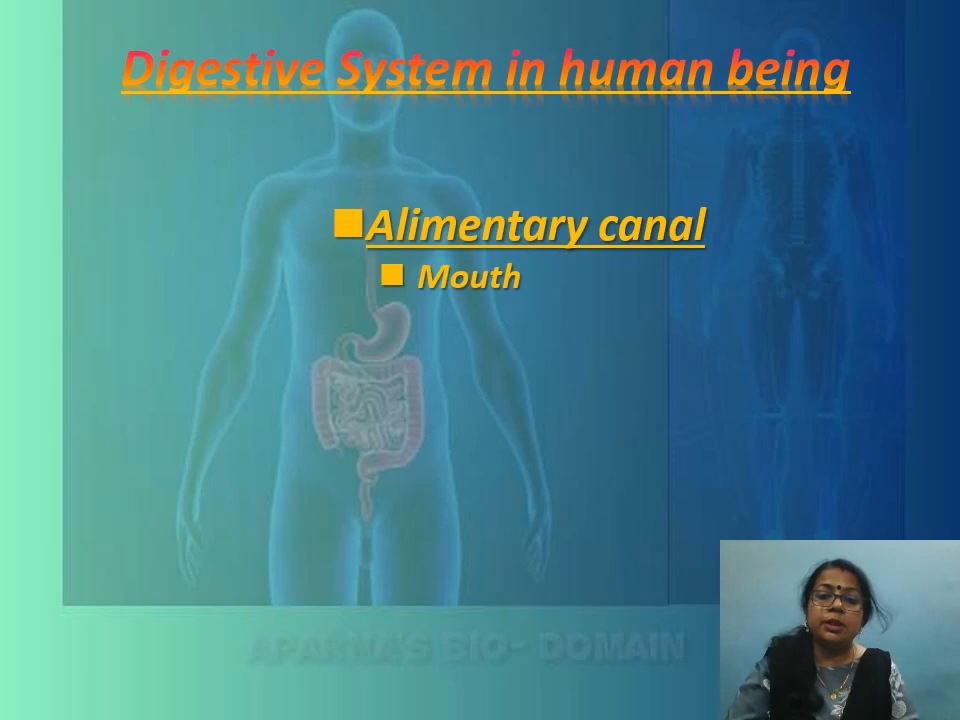 Digestive System in human being
Alimentary canal
Mouth
APARNA'S BIO- DOMAIN